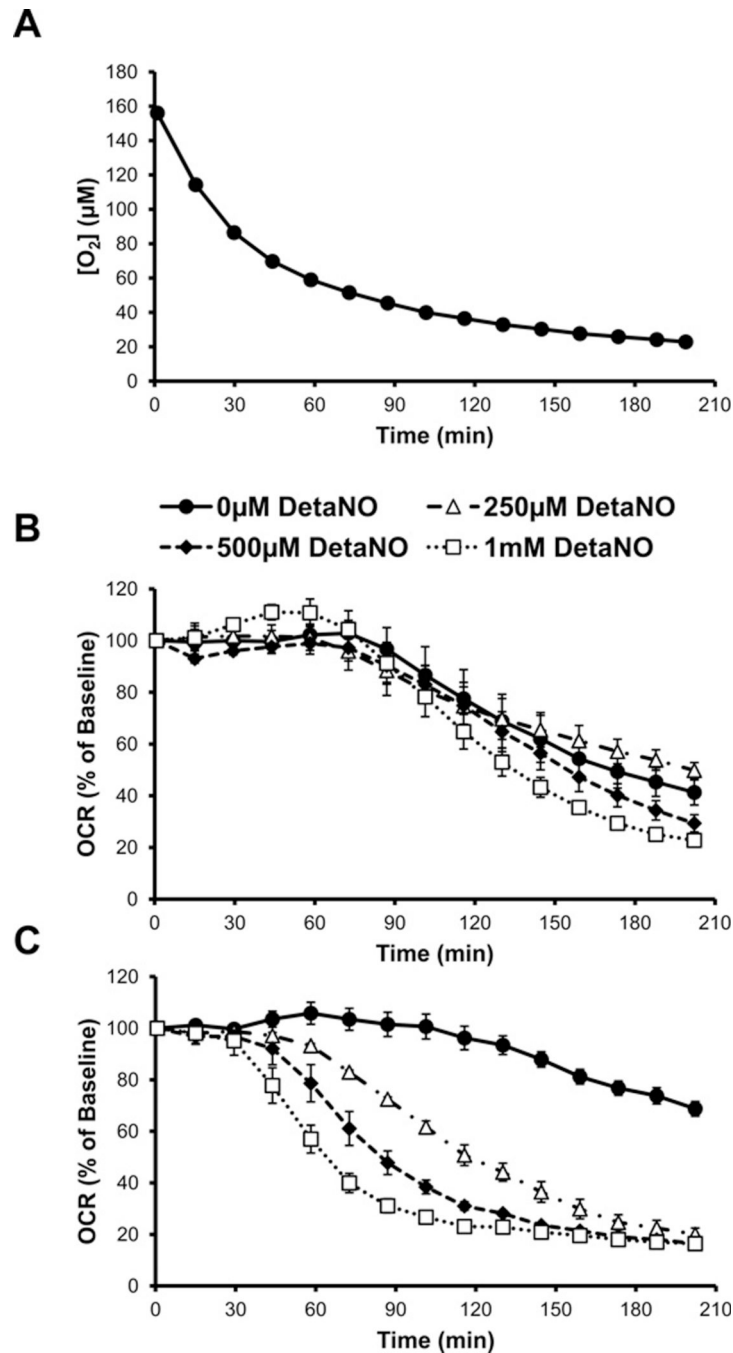 A
180
160
140
120
100
80
60
40
20
0
[O₂] (µM)
0 30 60 90 120 150 180 210
Time (min)
0µM DetaNO 250µM DetaNO
500µM DetaNO 1mM DetaNO
B
120
100
80
60
40
20
0
OCR (% of Baseline)
0 30 60 90 120 150 180 210
Time (min)
C
120
100
80
60
40
20
0
OCR (% of Baseline)
0 30 60 90 120 150 180 210
Time (min)